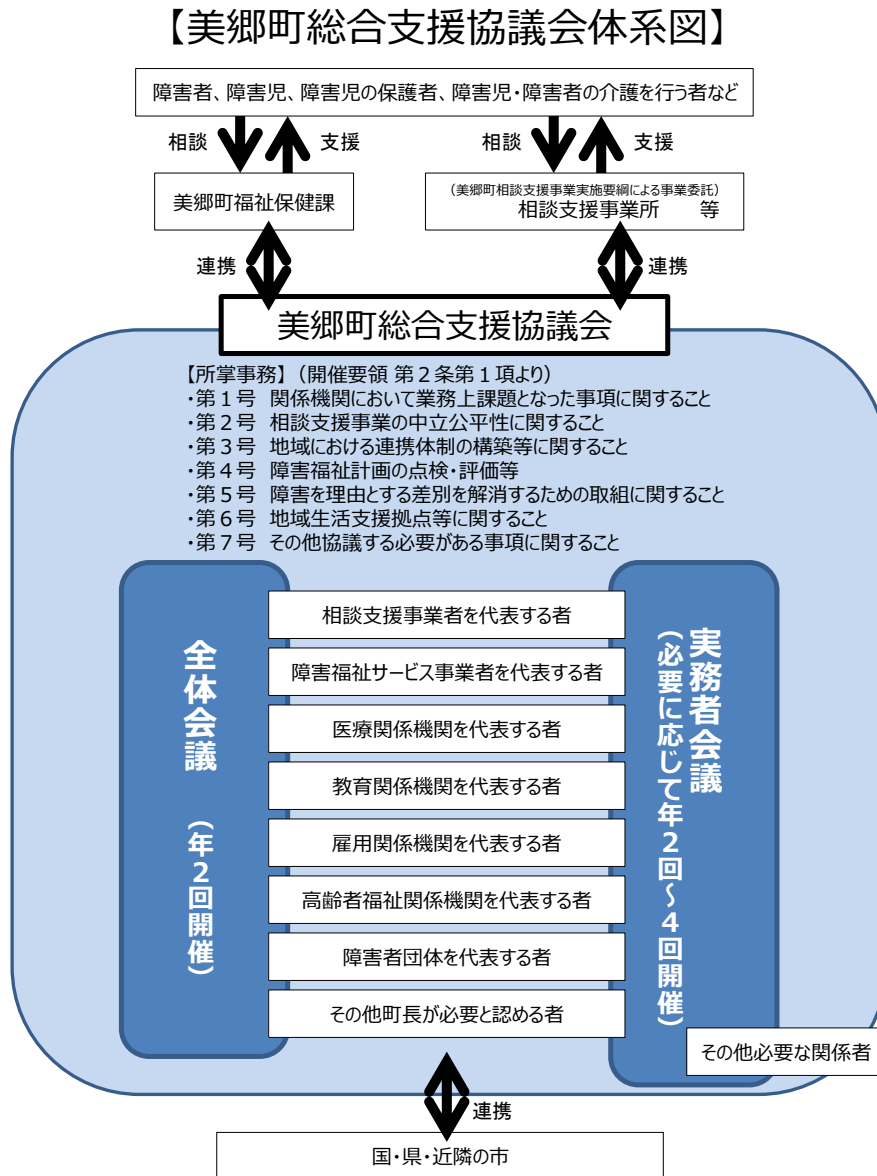 【美郷町総合支援協議会体系図】
障害者、障害児、障害児の保護者、障害児・障害者の介護を行う者など
相談
支援
相談
支援
美郷町福祉保健課
(美郷町相談支援事業実施要綱による事業委託)
相談支援事業所　　等
連携
連携
美郷町総合支援協議会
【所掌事務】（開催要領 第２条第１項より）
・第１号　関係機関において業務上課題となった事項に関すること
・第２号　相談支援事業の中立公平性に関すること
・第３号　地域における連携体制の構築等に関すること
・第４号　障害福祉計画の点検・評価等
・第５号　障害を理由とする差別を解消するための取組に関すること
・第６号　地域生活支援拠点等に関すること
・第７号　その他協議する必要がある事項に関すること
全体会議　（年２回開催）
相談支援事業者を代表する者
障害福祉サービス事業者を代表する者
医療関係機関を代表する者
教育関係機関を代表する者
雇用関係機関を代表する者
高齢者福祉関係機関を代表する者
障害者団体を代表する者
その他町長が必要と認める者
実務者会議
（必要に応じて年２回～４回開催）
その他必要な関係者
連携
国・県・近隣の市